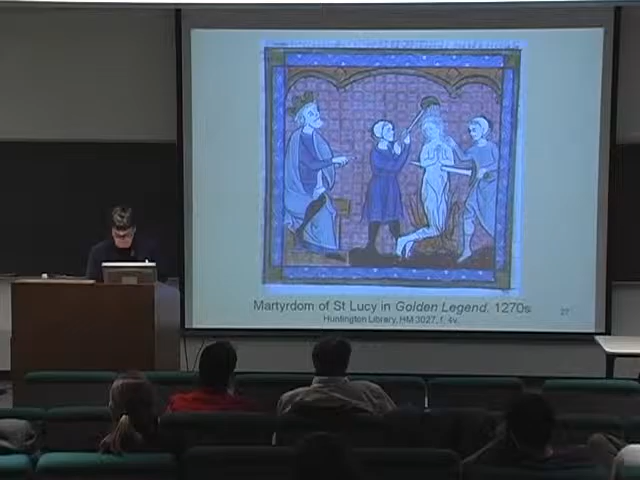 Martyrdom of St Lucy in Golden Legend. 1270s
27
Huntington Library, HM 3027, f. 4v.